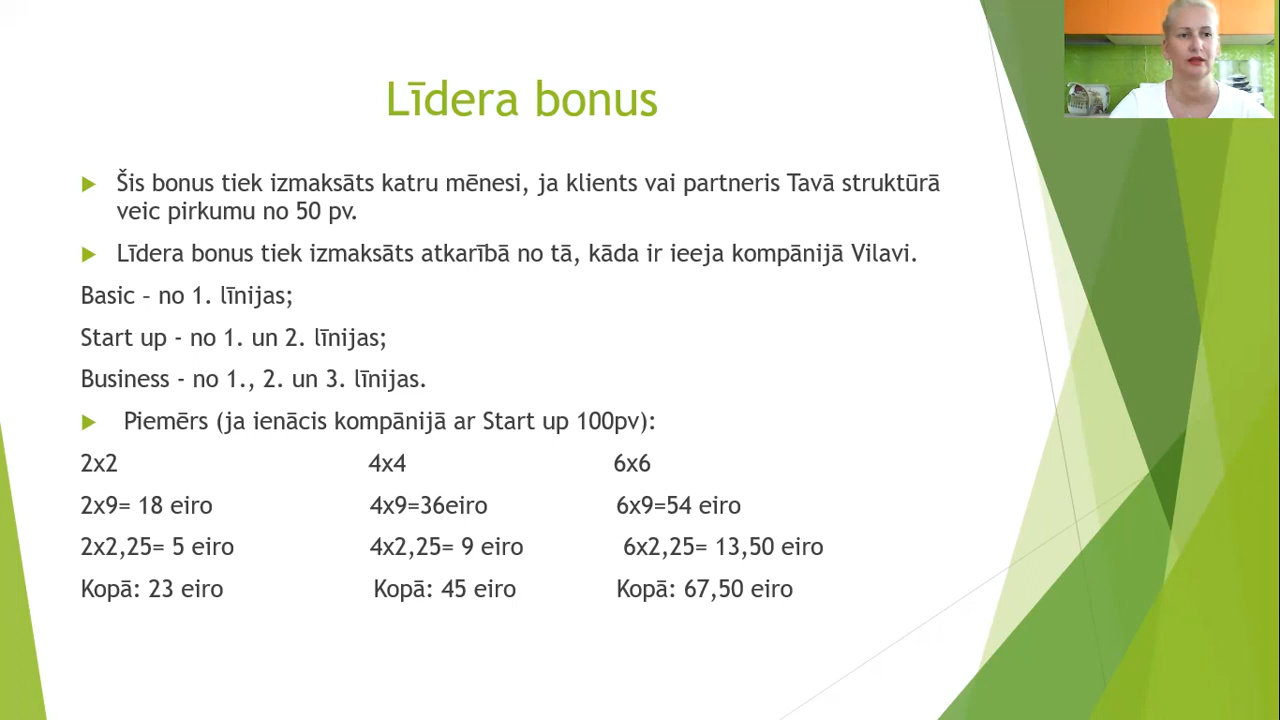 Līdera bonus
Šis bonus tiek izmaksāts katru mēnesi, ja klients vai partneris Tavā struktūrā
veic pirkumu no 50 pv.
Līdera bonus tiek izmaksāts atkarībā no tā, kāda ir ieeja kompānijā Vilavi.
Basic – no 1. līnijas;
Start up - no 1. un 2. līnijas;
Business - no 1., 2. un 3. līnijas.
Piemērs (ja ienācis kompānijā ar Start up 100pv):
2x2 4x4 6x6
2x9= 18 eiro 4x9=36eiro 6x9=54 eiro
2x2,25= 5 eiro 4x2,25= 9 eiro 6x2,25= 13,50 eiro
Kopā: 23 eiro Kopā: 45 eiro Kopā: 67,50 eiro